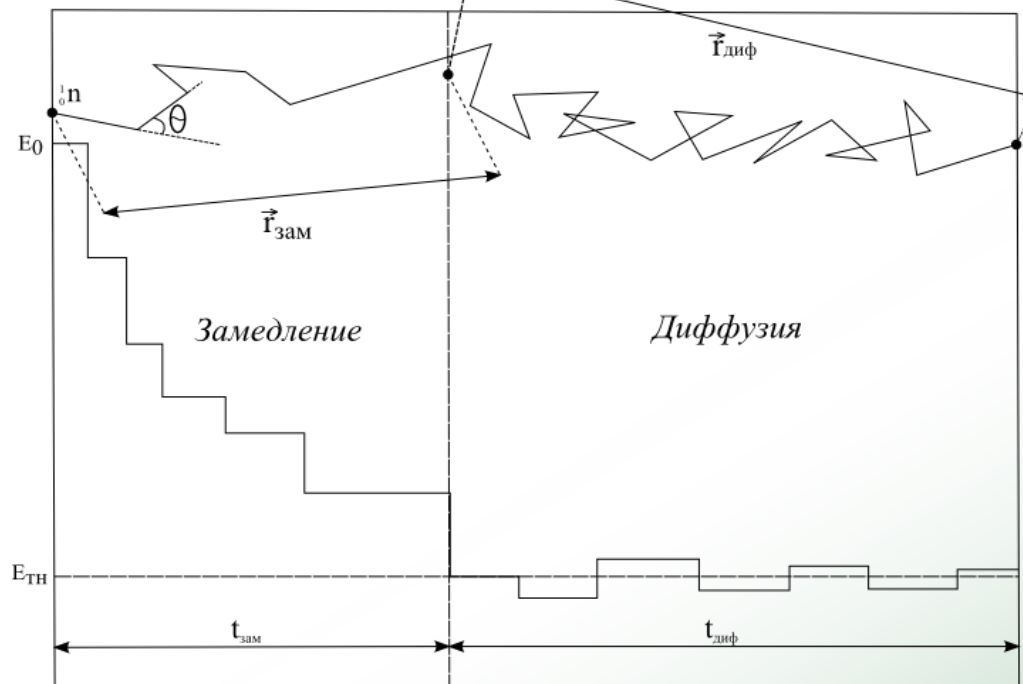 r⃗диф
¹₀n
θ
E₀
r⃗зам
Замедление
Диффузия
Eтн
tзам
tдиф